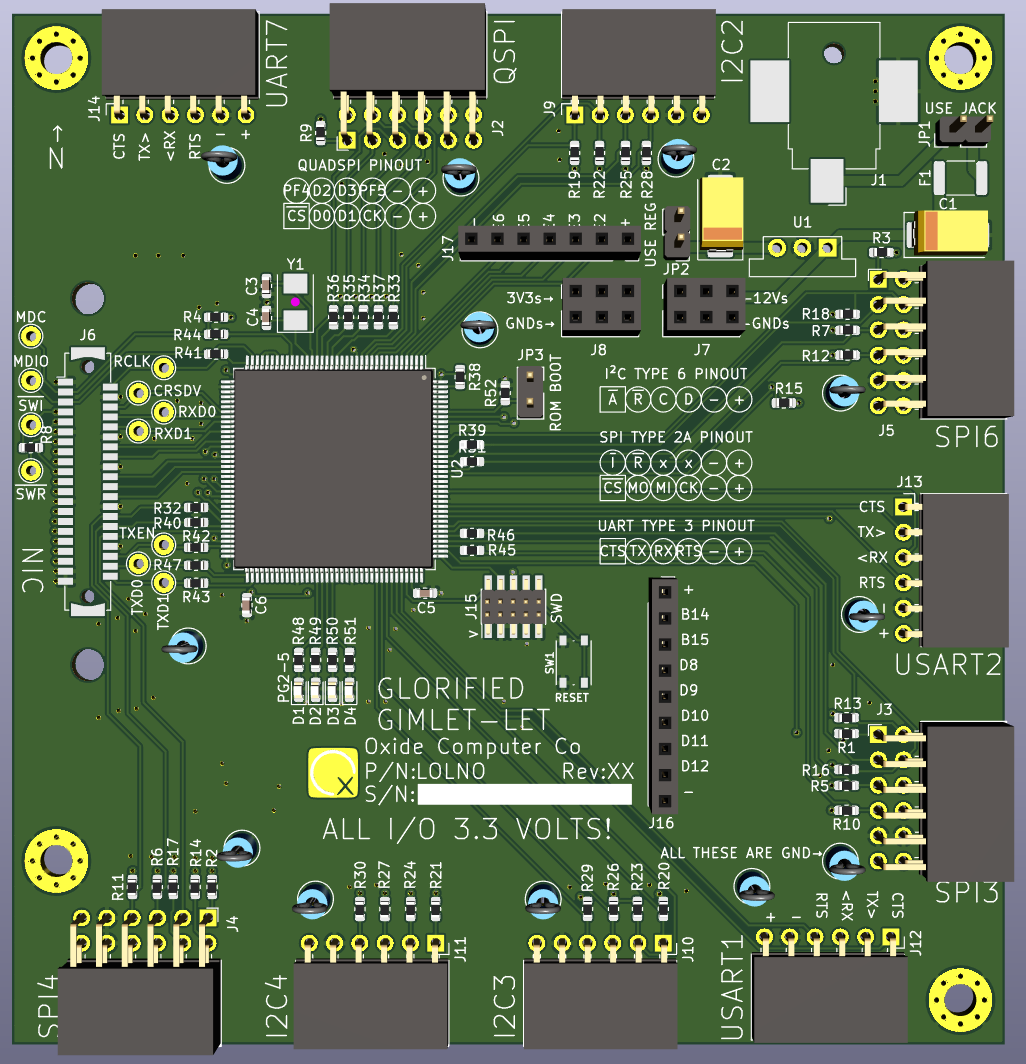 UART7
QSPI
I2C2
J14
CTS
TX>
<RX
RTS
-
+
R9
J2
J9
R19
R22
R25
R28
USE JACK
JP1
J1
F1
C1
C2
U1
R3
N
QUADSPI PINOUT
PF4 D2 D3 PF5 - +
CS D0 D1 CK - +
J17
USE REG
JP2
Y1
C3
C4
R36
R35
R34
R37
R33
3V3s→
GNDs→
J8
-12Vs
-GNDs
J7
R18
R7
R12
R15
J5
SPI6
MDC
MDIO
SWI
R8
SWR
J6
R4
R44
R41
RCLK
CRSDV
RXD0
RXD1
R38
R52
JP3
ROM BOOT
I²C TYPE 6 PINOUT
A R C D - +
SPI TYPE 2A PINOUT
I R x x - +
CS MO MI CK - +
UART TYPE 3 PINOUT
CTS TX RX RTS - +
R39
U2
R46
R45
J13
CTS
TX>
<RX
RTS
-
+
USART2
NIC
R32
R40
TXEN
R42
R47
R43
TXD0
TXD1
C6
C5
J15
SWD
v
SW1
RESET
R48
R49
R50
R51
PG2-5
D1
D2
D3
D4
+
B14
B15
D8
D9
D10
D11
D12
-
J16
GLORIFIED
GIMLET-LET
Oxide Computer Co
P/N:LOLNO Rev:XX
S/N:
X
ALL I/O 3.3 VOLTS!
R13
R1
J3
R16
R5
R10
SPI3
ALL THESE ARE GND→
R11
R6
R17
R14
R2
J4
SPI4
R30
R27
R24
R21
J11
I2C4
R29
R26
R23
R20
J10
I2C3
+
-
RTS
<RX
TX>
CTS
J12
USART1